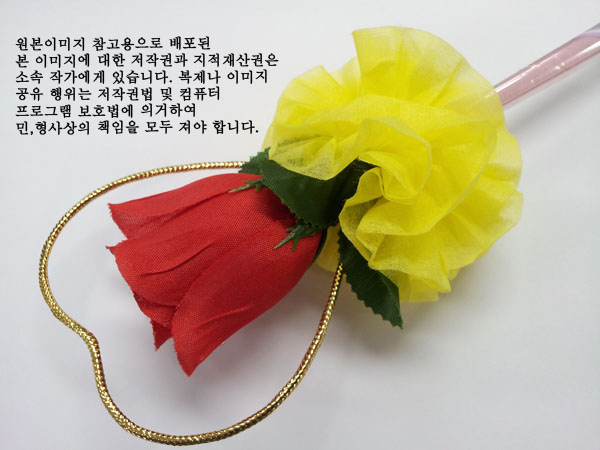 원본이미지 참고용으로 배포된
본 이미지에 대한 저작권과 지적재산권은
소속 작가에게 있습니다. 복제나 이미지
공유 행위는 저작권법 및 컴퓨터
프로그램 보호법에 의거하여
민,형사상의 책임을 모두 져야 합니다.